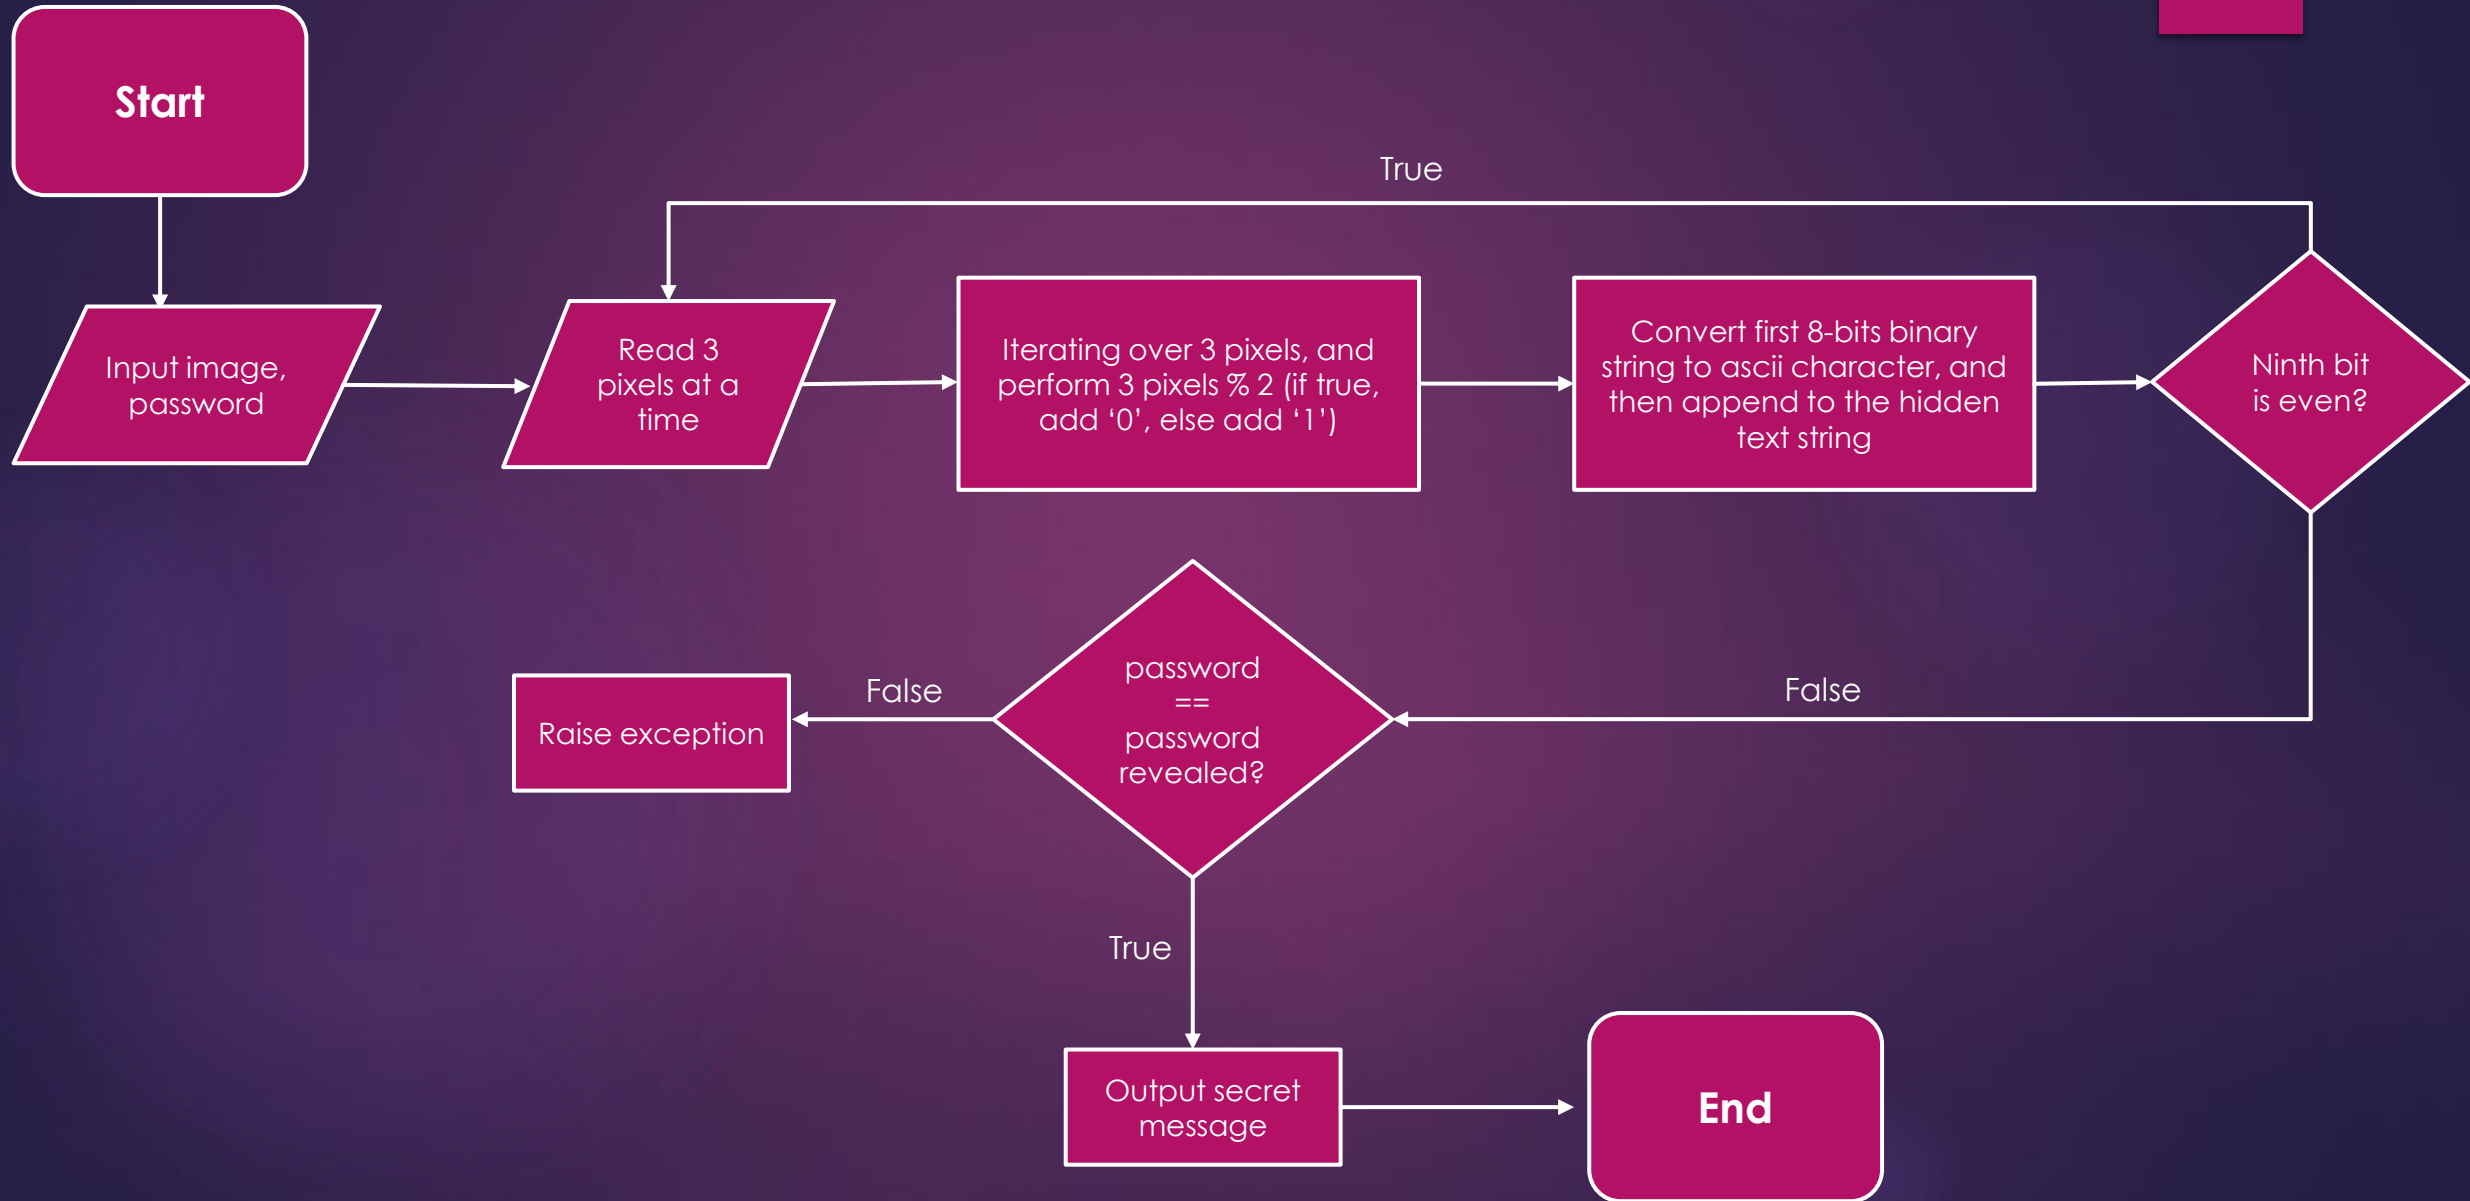 Start
Input image,
password
Read 3
pixels at a
time
Iterating over 3 pixels, and
perform 3 pixels % 2 (if true,
add ‘0’, else add ‘1’)
Convert first 8-bits binary
string to ascii character, and
then append to the hidden
text string
Ninth bit
is even?
True
False
password
==
password
revealed?
False
Raise exception
True
Output secret
message
End